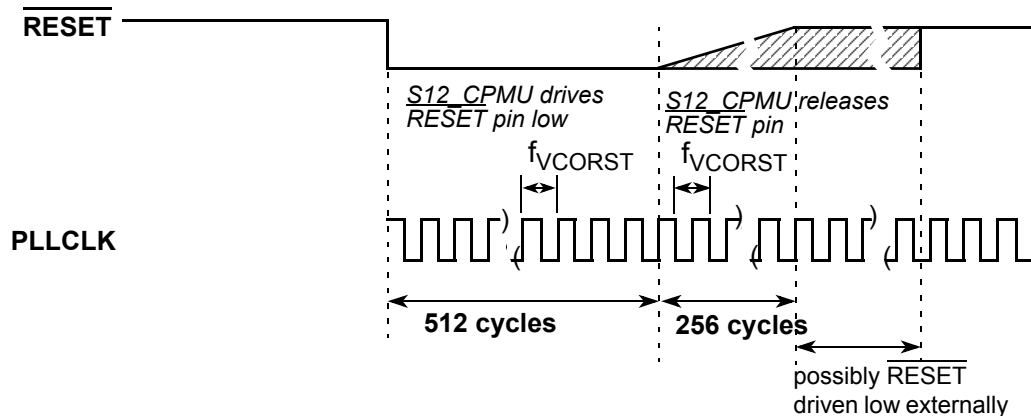 RESET
S12_CPMU drives
RESET pin low
S12_CPMU releases
RESET pin
fVCORST
fVCORST
PLLCLK
512 cycles
256 cycles
possibly RESET
driven low externally